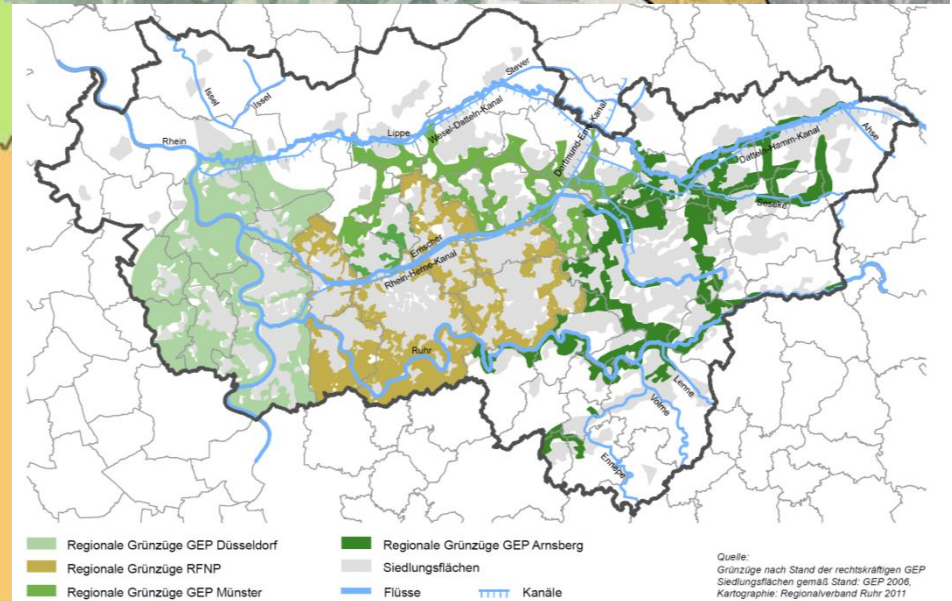 Issel
Issel
Stever
Rhein
Lippe
Wesel-Datteln-Kanal
Dortmund-Ems-Kanal
Datteln-Hamm-Kanal
Ahse
Seseke
Emscher
Rhein-Herne-Kanal
Ruhr
Lenne
Volme
Ennepe
Regionale Grünzüge GEP Düsseldorf
Regionale Grünzüge RFNP
Regionale Grünzüge GEP Münster
Regionale Grünzüge GEP Arnsberg
Siedlungsflächen
Flüsse
Kanäle
Quelle:
Grünzüge nach Stand der rechtskräftigen GEP
Siedlungsflächen gemäß Stand: GEP 2006,
Kartographie: Regionalverband Ruhr 2011